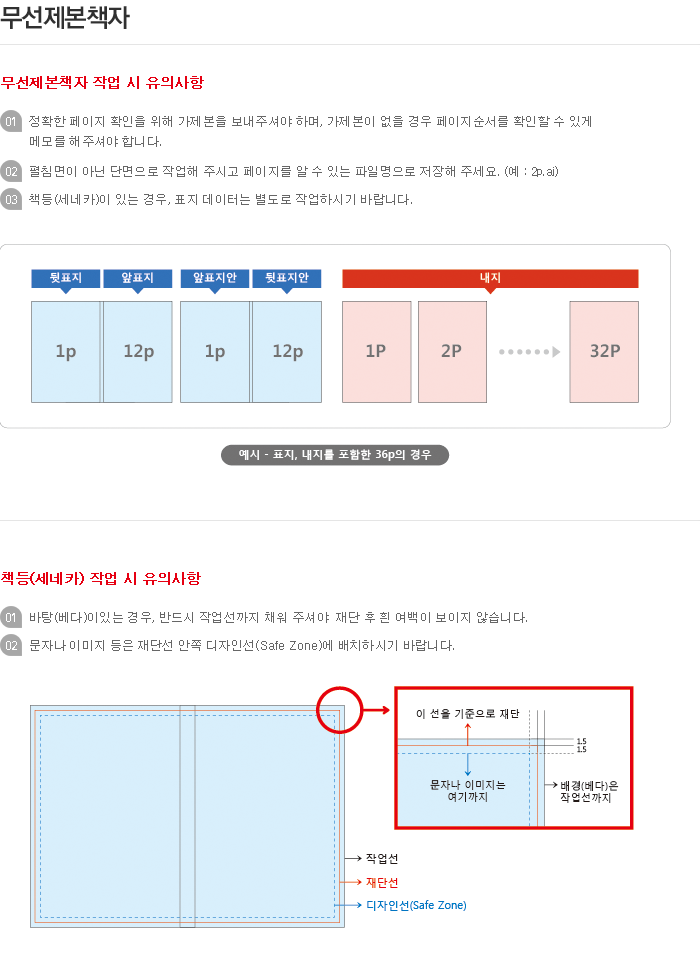 무선제본책자
무선제본책자 작업 시 유의사항
01 정확한 페이지 확인을 위해 가제본을 보내주셔야 하며, 가제본이 없을 경우 페이지순서를 확인할 수 있게
메모를 해주셔야 합니다.
02 펼침면이 아닌 단면으로 작업해 주시고 페이지를 알 수 있는 파일명으로 저장해 주세요. (예 : 2p.ai)
03 책등(세네카)이 있는 경우, 표지 데이터는 별도로 작업하시기 바랍니다.
뒷표지 앞표지 앞표지안 뒷표지안 내지
1p 12p 1p 12p 1P 2P 32P
예시 - 표지, 내지를 포함한 36p의 경우
책등(세네카) 작업 시 유의사항
01 바탕(베다)이있는 경우, 반드시 작업선까지 채워 주셔야 재단 후 흰 여백이 보이지 않습니다.
02 문자나 이미지 등은 재단선 안쪽 디자인선(Safe Zone)에 배치하시기 바랍니다.
이 선을 기준으로 재단
1.5
1.5
문자나 이미지는
여기까지
배경(베다)은
작업선까지
작업선
재단선
디자인선(Safe Zone)